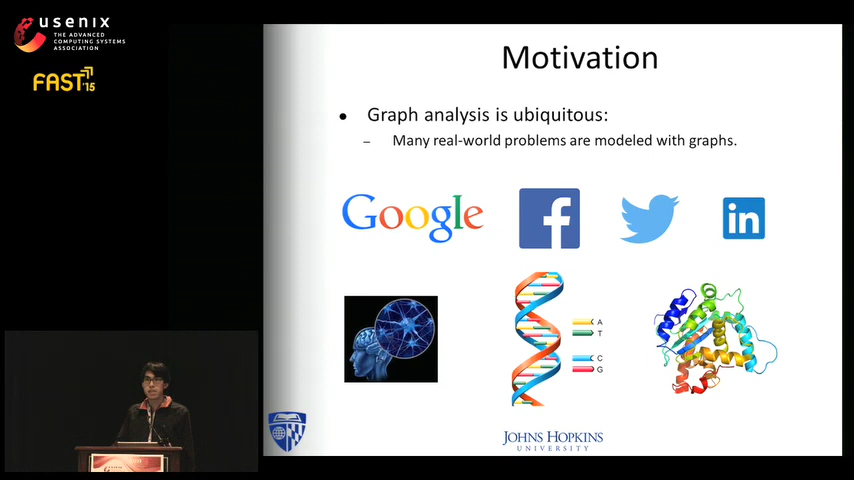 usenix
THE ADVANCED
COMPUTING SYSTEMS
ASSOCIATION
FAST '15
Motivation
Graph analysis is ubiquitous:
Many real-world problems are modeled with graphs.
Google
f
in
A
T
C
G
JOHNS HOPKINS
UNIVERSITY